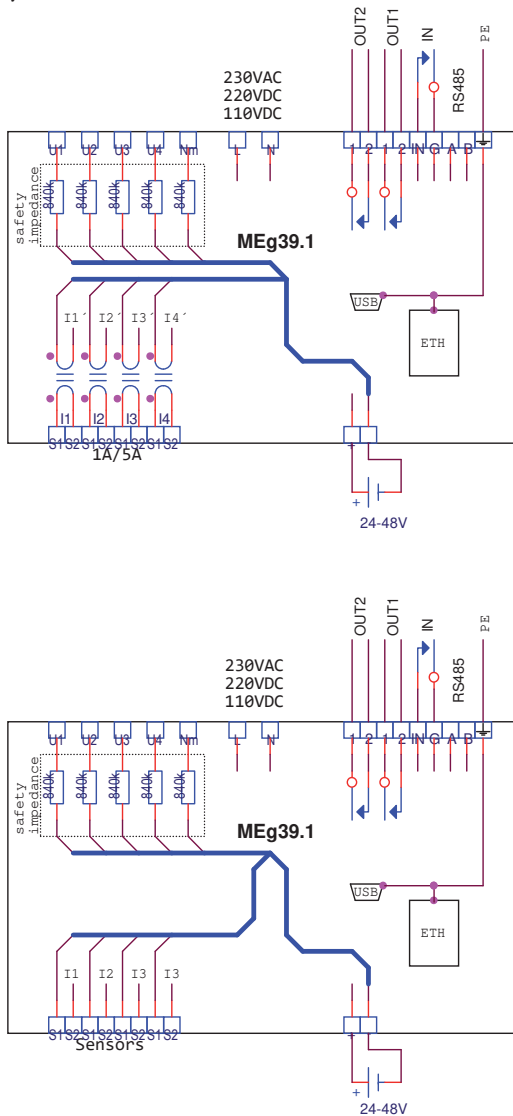 OUT2 OUT1 IN RS485 PE
230VAC
220VDC
110VDC
U1 U2 U3 U4 Nm L N 1 2 1 2 IN G A B
safety
impedance
840k 840k 840k 840k 840k
MEg39.1
USB
ETH
I1´ I2´ I3´ I4´
I1 I2 I3 I4
S1 S2 S1 S2 S1 S2 S1 S2 + -
1A/5A
+
24-48V
OUT2 OUT1 IN RS485 PE
230VAC
220VDC
110VDC
U1 U2 U3 U4 Nm L N 1 2 1 2 IN G A B
safety
impedance
840k 840k 840k 840k 840k
MEg39.1
USB
ETH
I1 I2 I3 I3
S1 S2 S1 S2 S1 S2 S1 S2 + -
Sensors
+
24-48V